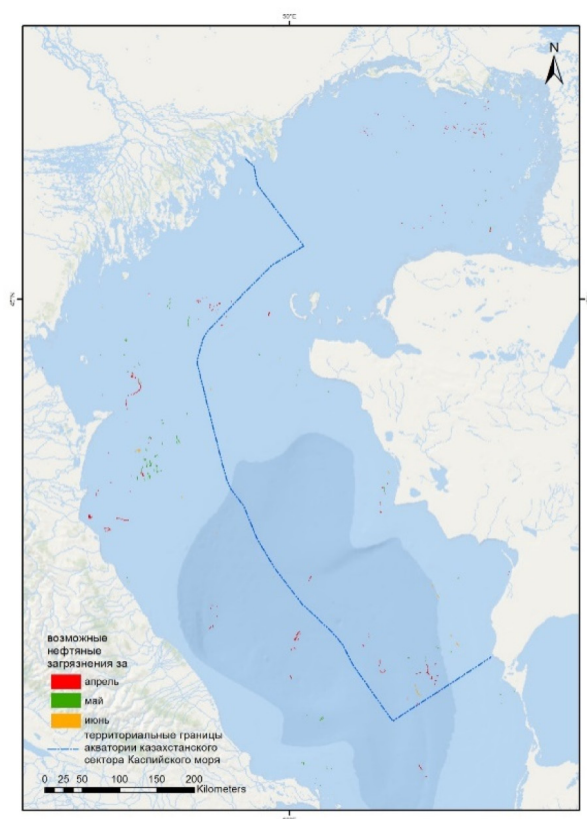 50°E
N
возможные
нефтяные
загрязнения за
апрель
май
июнь
территориальные границы
акватории казахстанского
сектора Каспийского моря
0 25 50 100 150 200
Kilometers